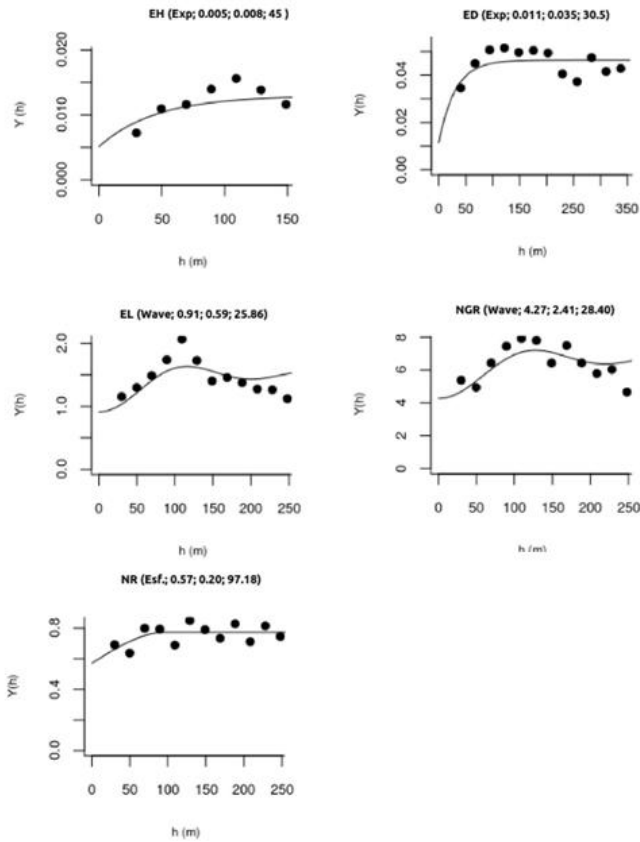 EH (Exp; 0.005; 0.008; 45 )
0.020
0.010
0.000
Y (h)
0 50 100 150
h (m)
ED (Exp; 0.011; 0.035; 30.5)
0.04
0.02
0.00
Y (h)
0 50 150 250 350
h (m)
EL (Wave; 0.91; 0.59; 25.86)
2.0
1.0
0.0
Y(h)
0 50 100 150 200 250
h (m)
NGR (Wave; 4.27; 2.41; 28.40)
8
6
4
2
0
Y(h)
0 50 100 150 200 250
h (m)
NR (Esf.; 0.57; 0.20; 97.18)
0.8
0.4
0.0
Y(h)
0 50 100 150 200 250
h (m)